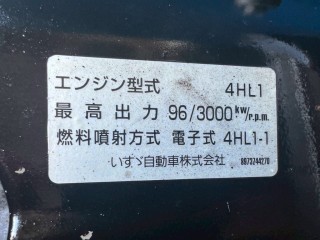 エンジン型式 4HL1
最高出力 96/3000 kw/r.p.m.
燃料噴射方式 電子式 4HL1-1
いすゞ自動車株式会社 8973244270